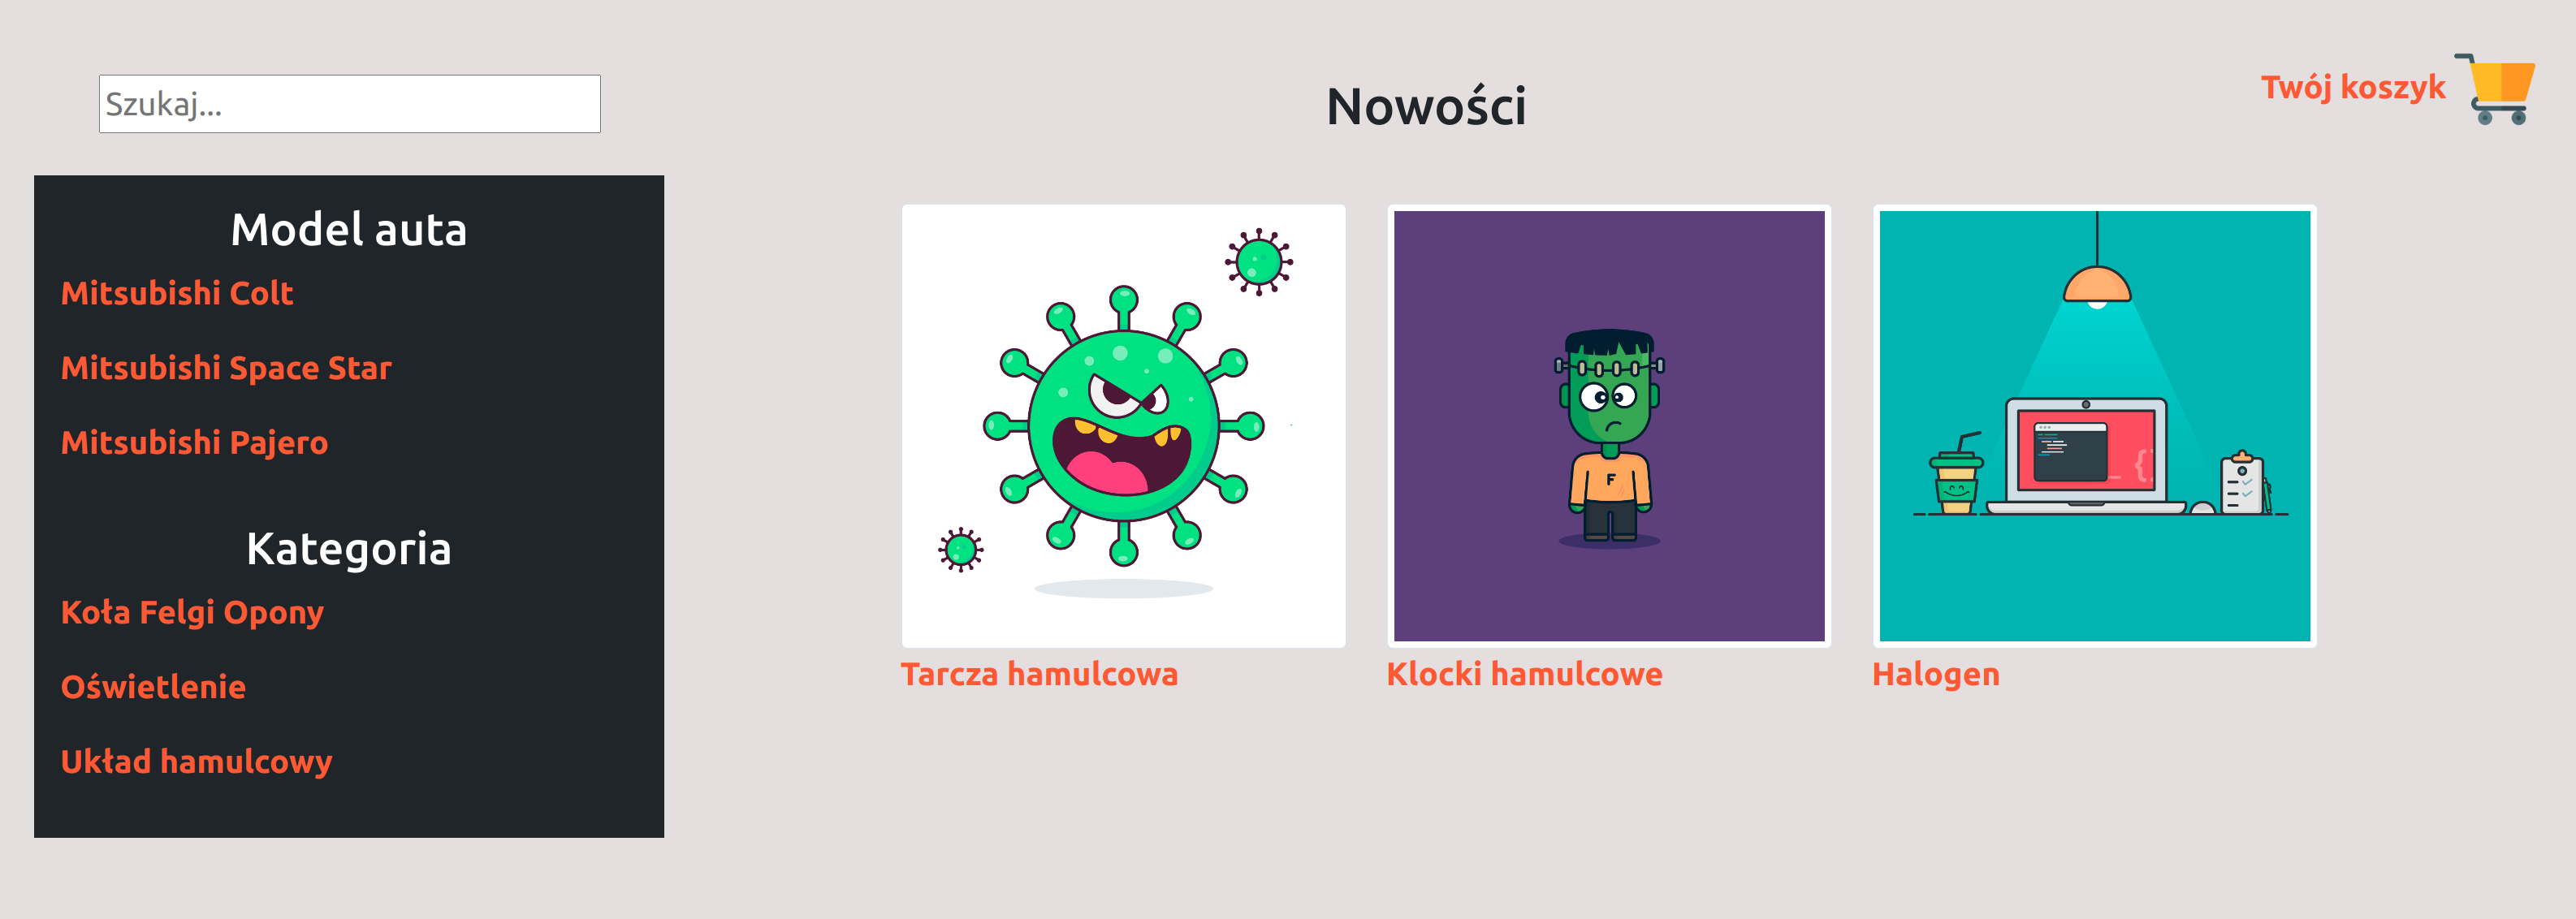 Szukaj...
Nowości
Twój koszyk
Model auta
Mitsubishi Colt
Mitsubishi Space Star
Mitsubishi Pajero
Kategoria
Koła Felgi Opony
Oświetlenie
Układ hamulcowy
F
_ {
Tarcza hamulcowa
Klocki hamulcowe
Halogen